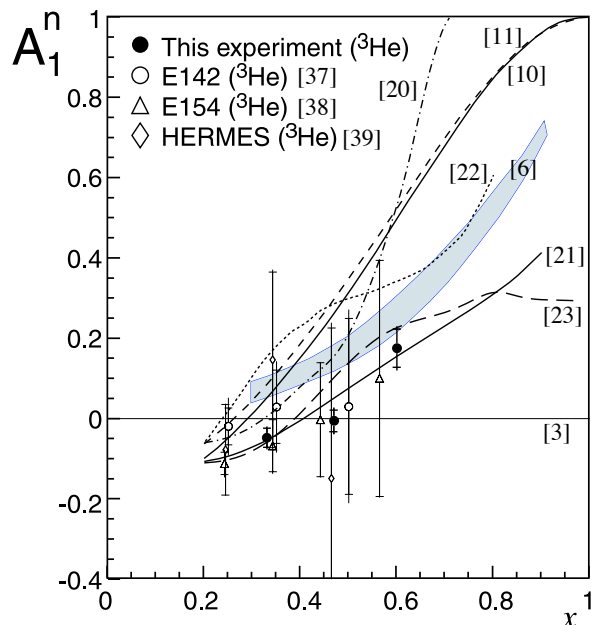 A₁ⁿ
1
0.8
0.6
0.4
0.2
0
-0.2
-0.4
This experiment (³He)
E142 (³He) [37]
E154 (³He) [38]
HERMES (³He) [39]
[20]
[11]
[10]
[22]
[6]
[21]
[23]
[3]
0 0.2 0.4 0.6 0.8 1
x